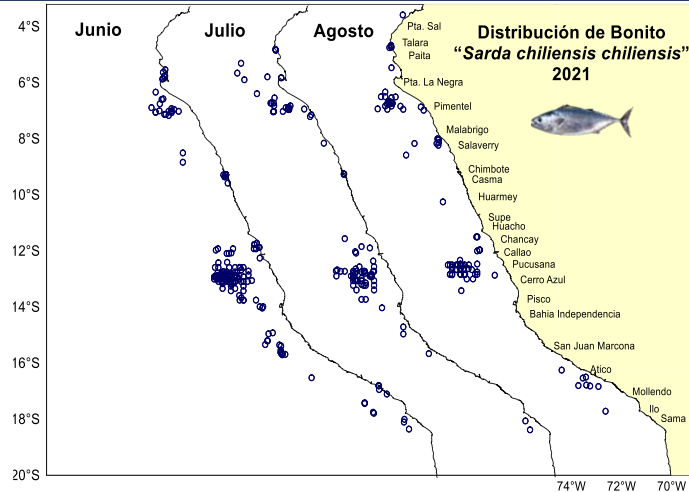 Junio
Julio
Agosto
Distribución de Bonito
“Sarda chiliensis chiliensis”
2021
4°S
6°S
8°S
10°S
12°S
14°S
16°S
18°S
20°S
Pta. Sal
Talara
Paita
Pta. La Negra
Pimentel
Malabrigo
Salaverry
Chimbote
Casma
Huarmey
Supe
Huacho
Chancay
Callao
Pucusana
Cerro Azul
Pisco
Bahia Independencia
San Juan Marcona
Atico
Mollendo
Ilo
Sama
74°W 72°W 70°W